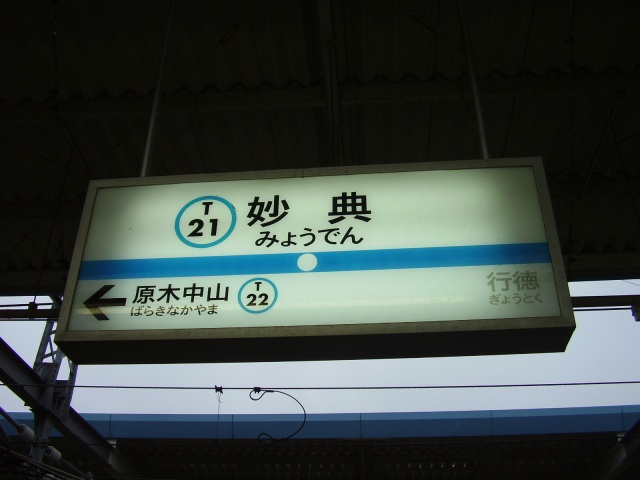 T
21
妙典
みょうでん
原木中山
ばらきなかやま
T
22
行徳
ぎょうとく